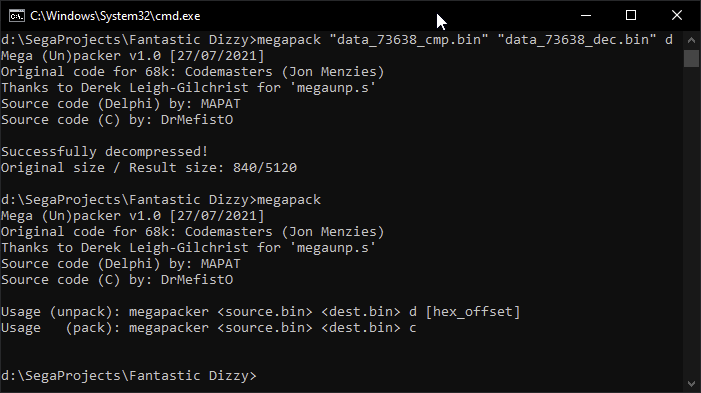 C:\Windows\System32\cmd.exe
d:\SegaProjects\Fantastic Dizzy>megapack "data_73638_cmp.bin" "data_73638_dec.bin" d
Mega (Un)packer v1.0 [27/07/2021]
Original code for 68k: Codemasters (Jon Menzies)
Thanks to Derek Leigh-Gilchrist for 'megaunp.s'
Source code (Delphi) by: MAPAT
Source code (C) by: DrMefistO

Successfully decompressed!
Original size / Result size: 840/5120

d:\SegaProjects\Fantastic Dizzy>megapack
Mega (Un)packer v1.0 [27/07/2021]
Original code for 68k: Codemasters (Jon Menzies)
Thanks to Derek Leigh-Gilchrist for 'megaunp.s'
Source code (Delphi) by: MAPAT
Source code (C) by: DrMefistO

Usage (unpack): megapacker <source.bin> <dest.bin> d [hex_offset]
Usage   (pack): megapacker <source.bin> <dest.bin> c

d:\SegaProjects\Fantastic Dizzy>